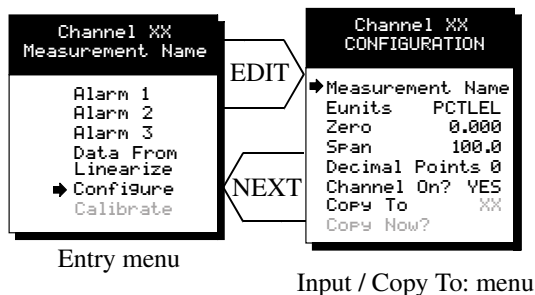 Channel XX
Measurement Name
Alarm 1
Alarm 2
Alarm 3
Data From
Linearize
Configure
Calibrate
Entry menu
EDIT
NEXT
Channel XX
CONFIGURATION
Measurement Name
Eunits PCTLEL
Zero 0.000
Span 100.0
Decimal Points 0
Channel On? YES
Copy To XX
Copy Now?
Input / Copy To: menu